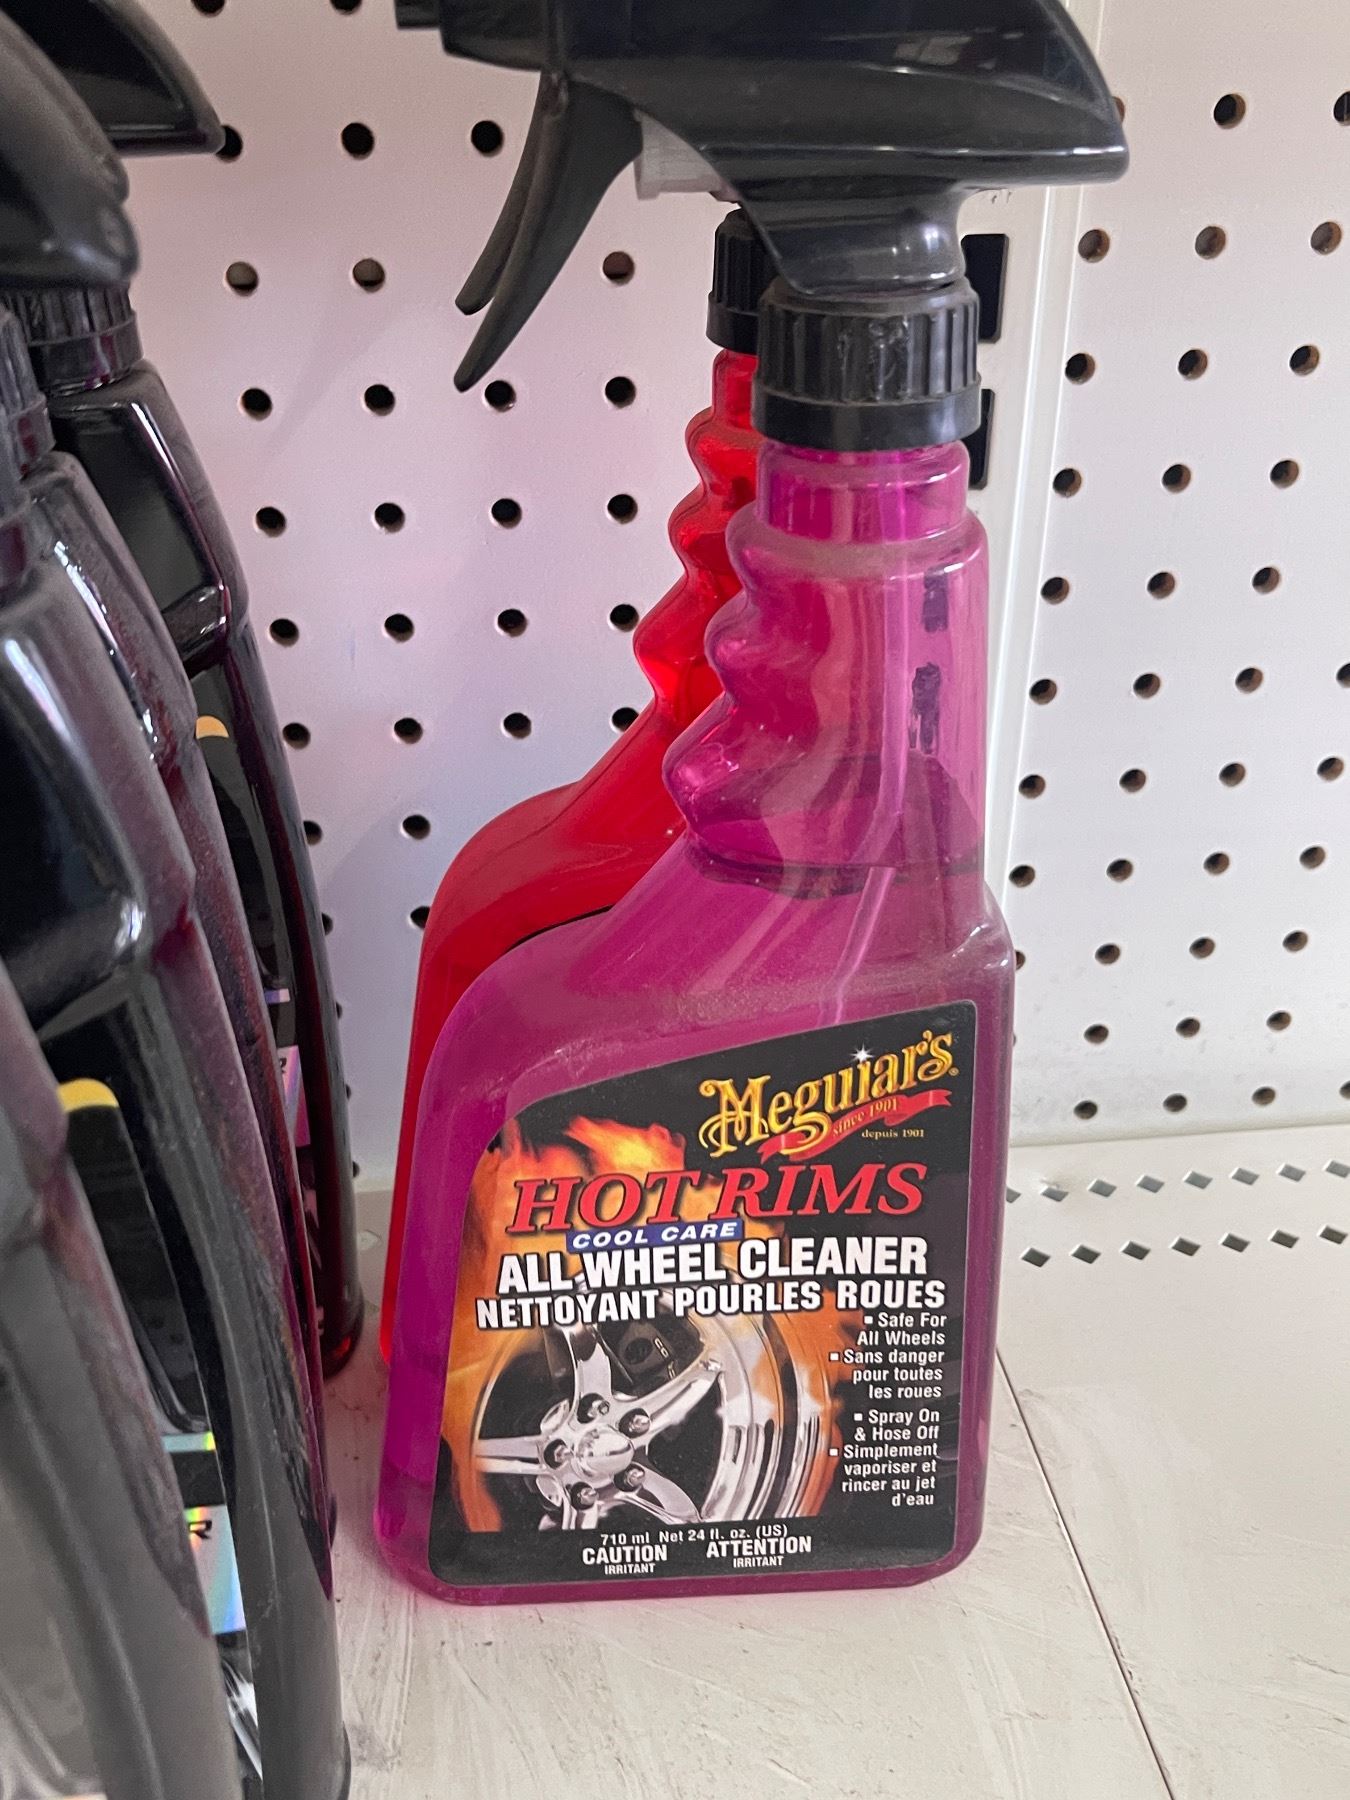 Meguiar's
since 1901
depuis 1901
HOT RIMS
COOL CARE
ALL WHEEL CLEANER
NETTOYANT POUR LES ROUES
▪ Safe For
All Wheels
▪ Sans danger
pour toutes
les roues
▪ Spray On
& Hose Off
▪ Simplement
vaporiser et
rincer au jet
d'eau
710 ml Net 24 fl. oz. (US)
CAUTION ATTENTION
IRRITANT IRRITANT